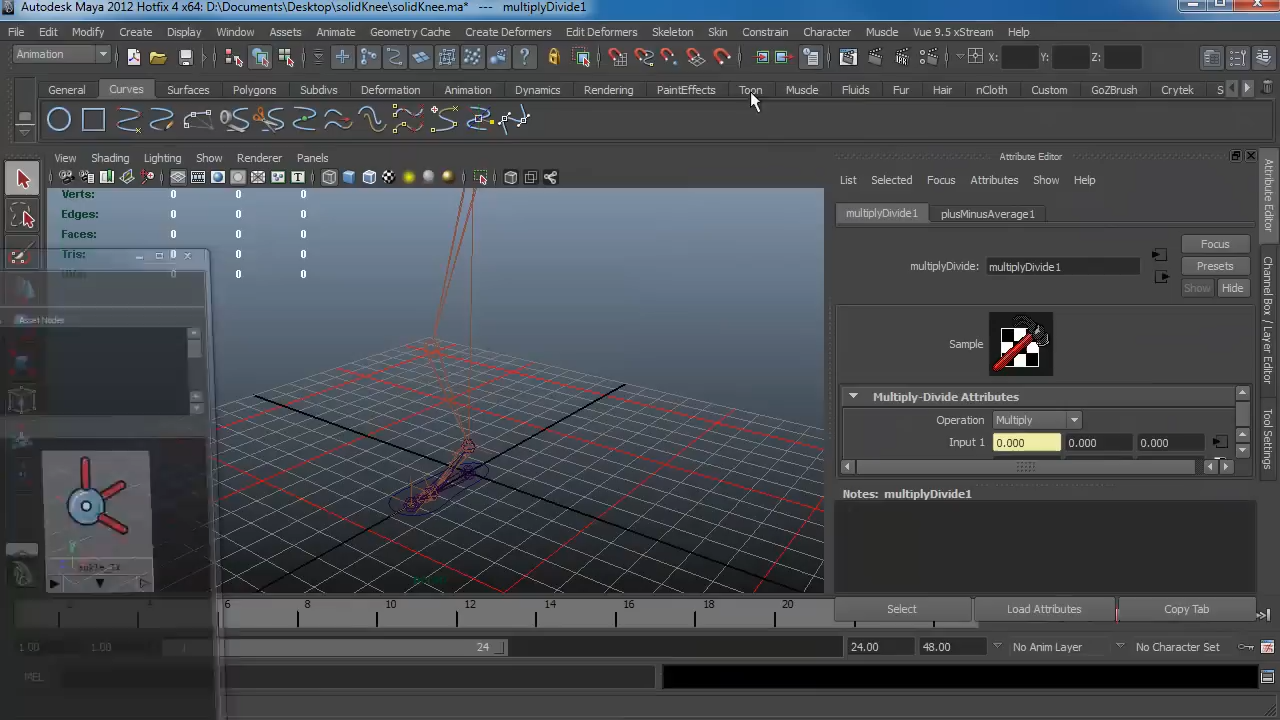 Autodesk Maya 2012 Hotfix 4 x64: D:\Documents\Desktop\solidKnee\solidKnee.ma* --- multiplyDivide1
File Edit Modify Create Display Window Assets Animate Geometry Cache Create Deformers Edit Deformers Skeleton Skin Constrain Character Muscle Vue 9.5 xStream Help
Animation X: Y: Z:
General Curves Surfaces Polygons Subdivs Deformation Animation Dynamics Rendering PaintEffects Toon Muscle Fluids Fur Hair nCloth Custom GoZBrush Crytek S
View Shading Lighting Show Renderer Panels
Attribute Editor
List Selected Focus Attributes Show Help
Verts: 0 0 0
Edges: 0 0 0
Faces: 0 0 0
Tris: 0 0 0
0 0 0
multiplyDivide1 plusMinusAverage1
Focus
multiplyDivide: multiplyDivide1
Presets
Show Hide
Sample
Multiply-Divide Attributes
Operation Multiply
Input 1 0.000 0.000 0.000
Notes: multiplyDivide1
Select Load Attributes Copy Tab
Asset Nodes
Attribute Editor
Channel Box / Layer Editor
Tool Settings
2 4 6 8 10 12 14 16 18 20
1.00 1.00 24 24.00 48.00 No Anim Layer No Character Set
MEL